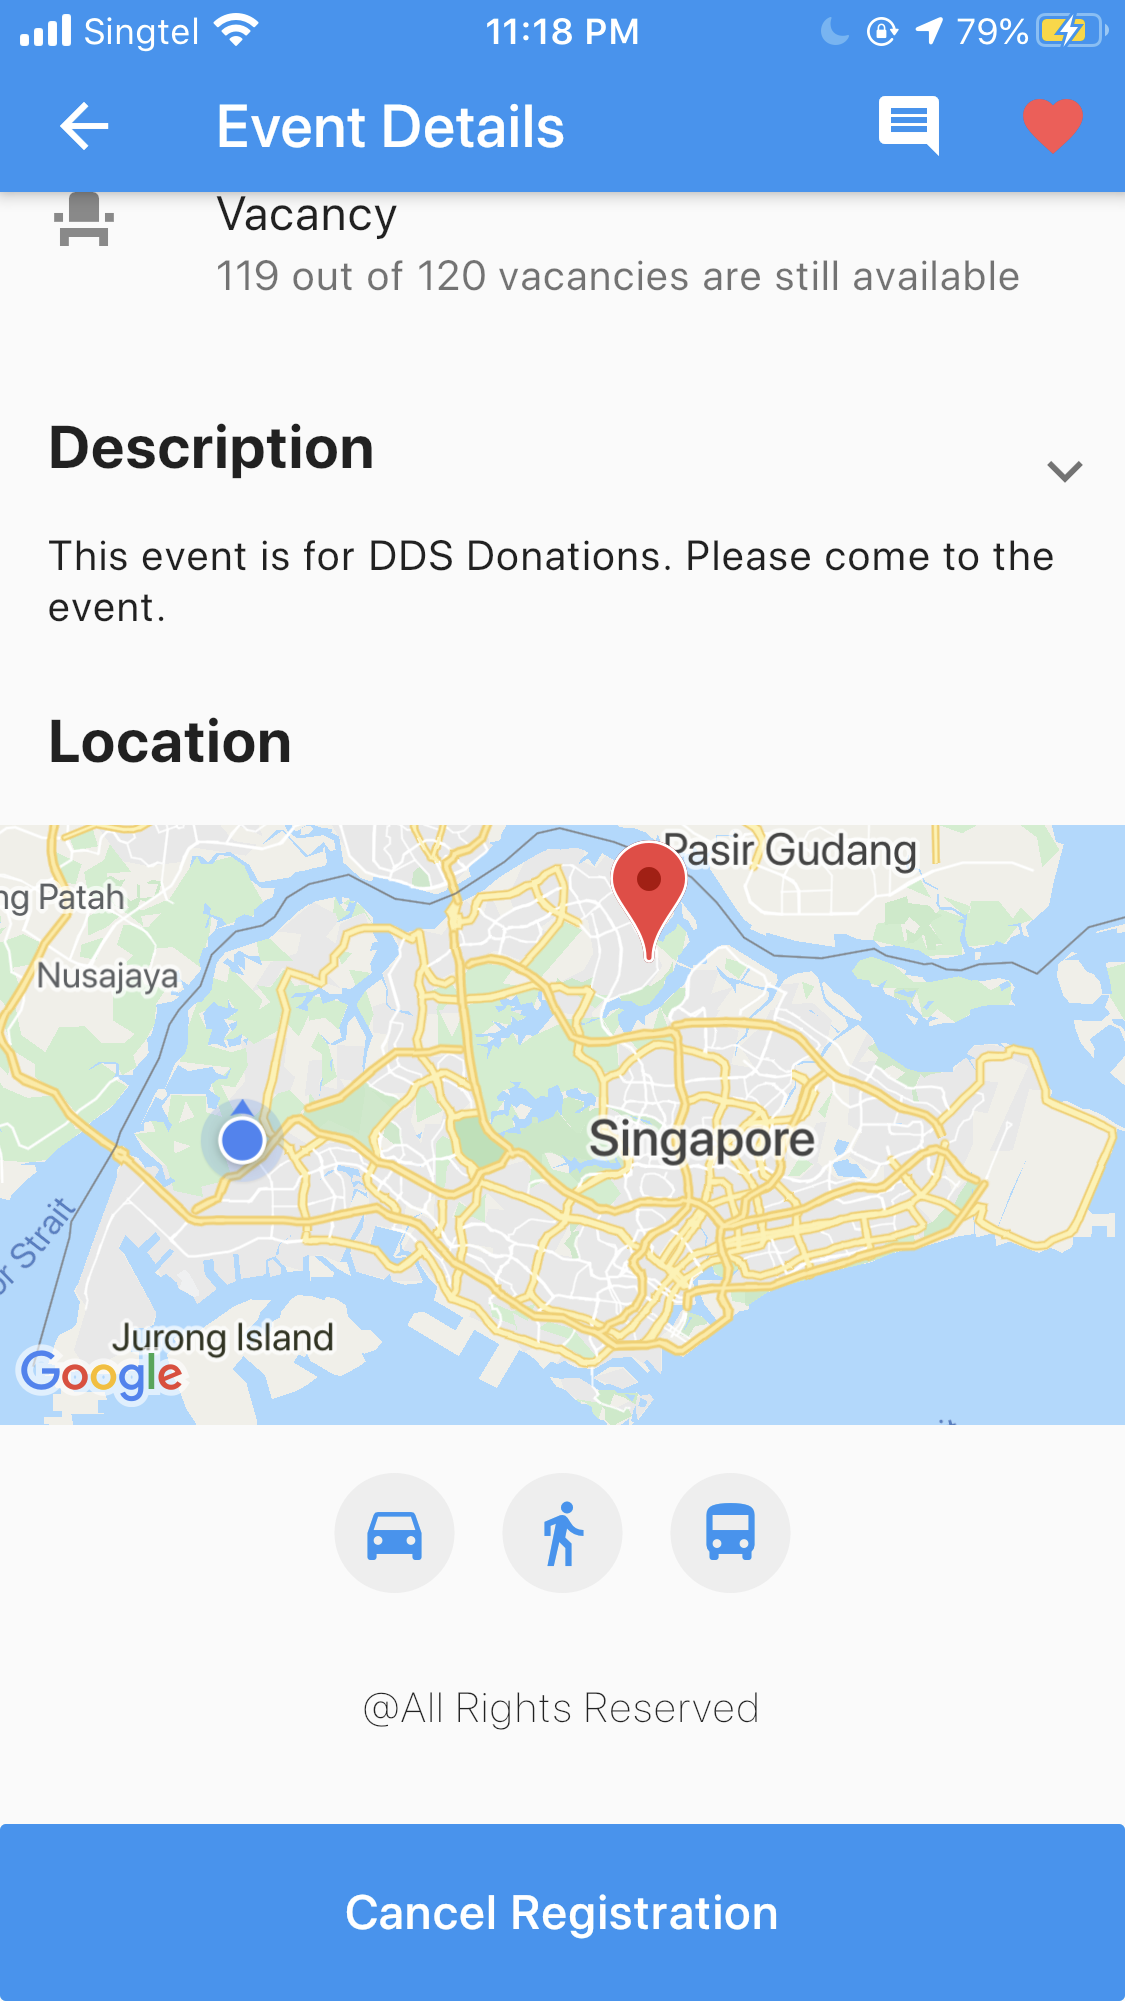 Singtel 11:18 PM 79%
Event Details
Vacancy
119 out of 120 vacancies are still available
Description
This event is for DDS Donations. Please come to the
event.
Location
Pasir Gudang
ng Patah
Nusajaya
Singapore
or Strait
Jurong Island
Google
@All Rights Reserved
Cancel Registration